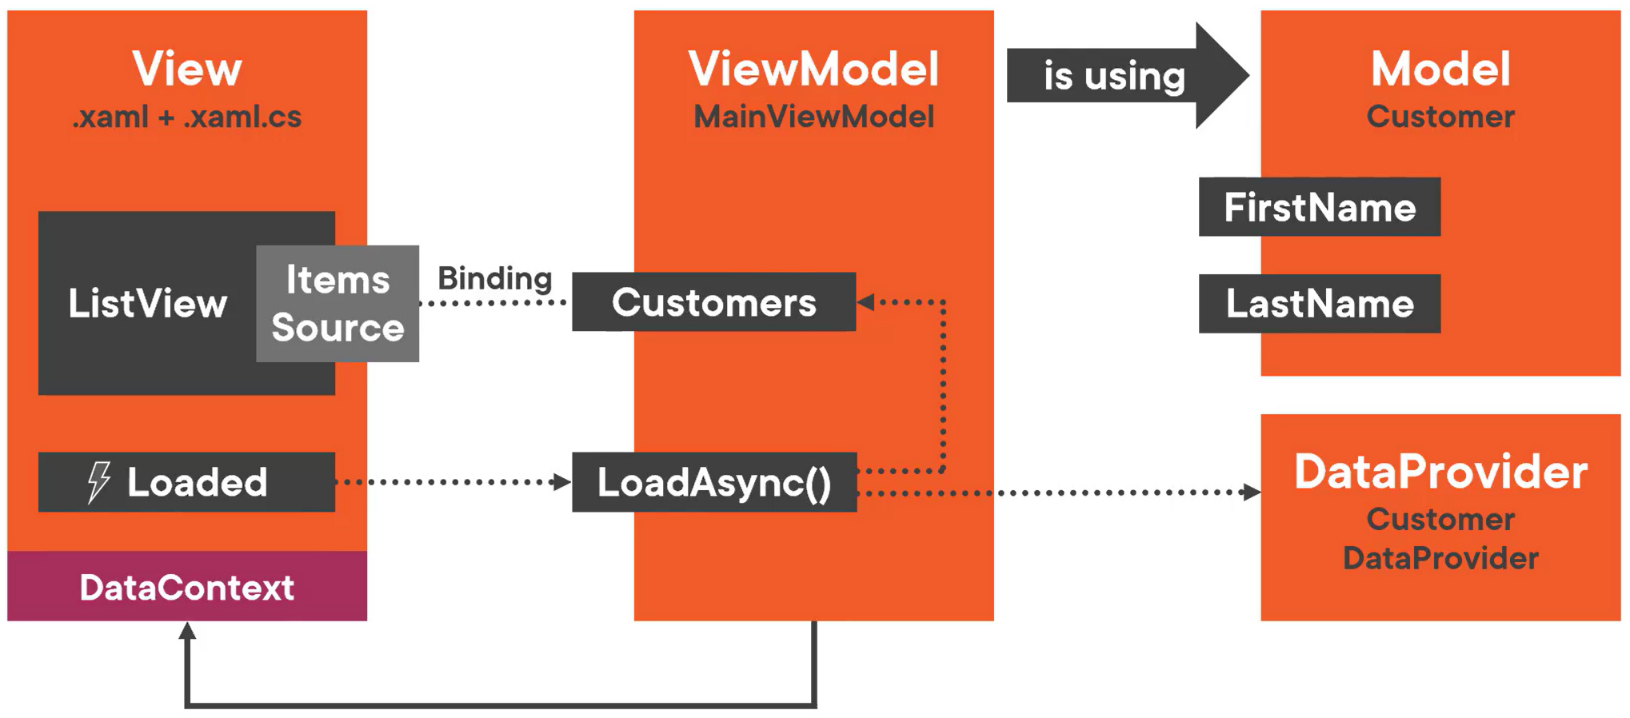 View
.xaml + .xaml.cs
ListView
Items
Source
Binding
Loaded
DataContext
ViewModel
MainViewModel
Customers
LoadAsync()
is using
Model
Customer
FirstName
LastName
DataProvider
Customer
DataProvider